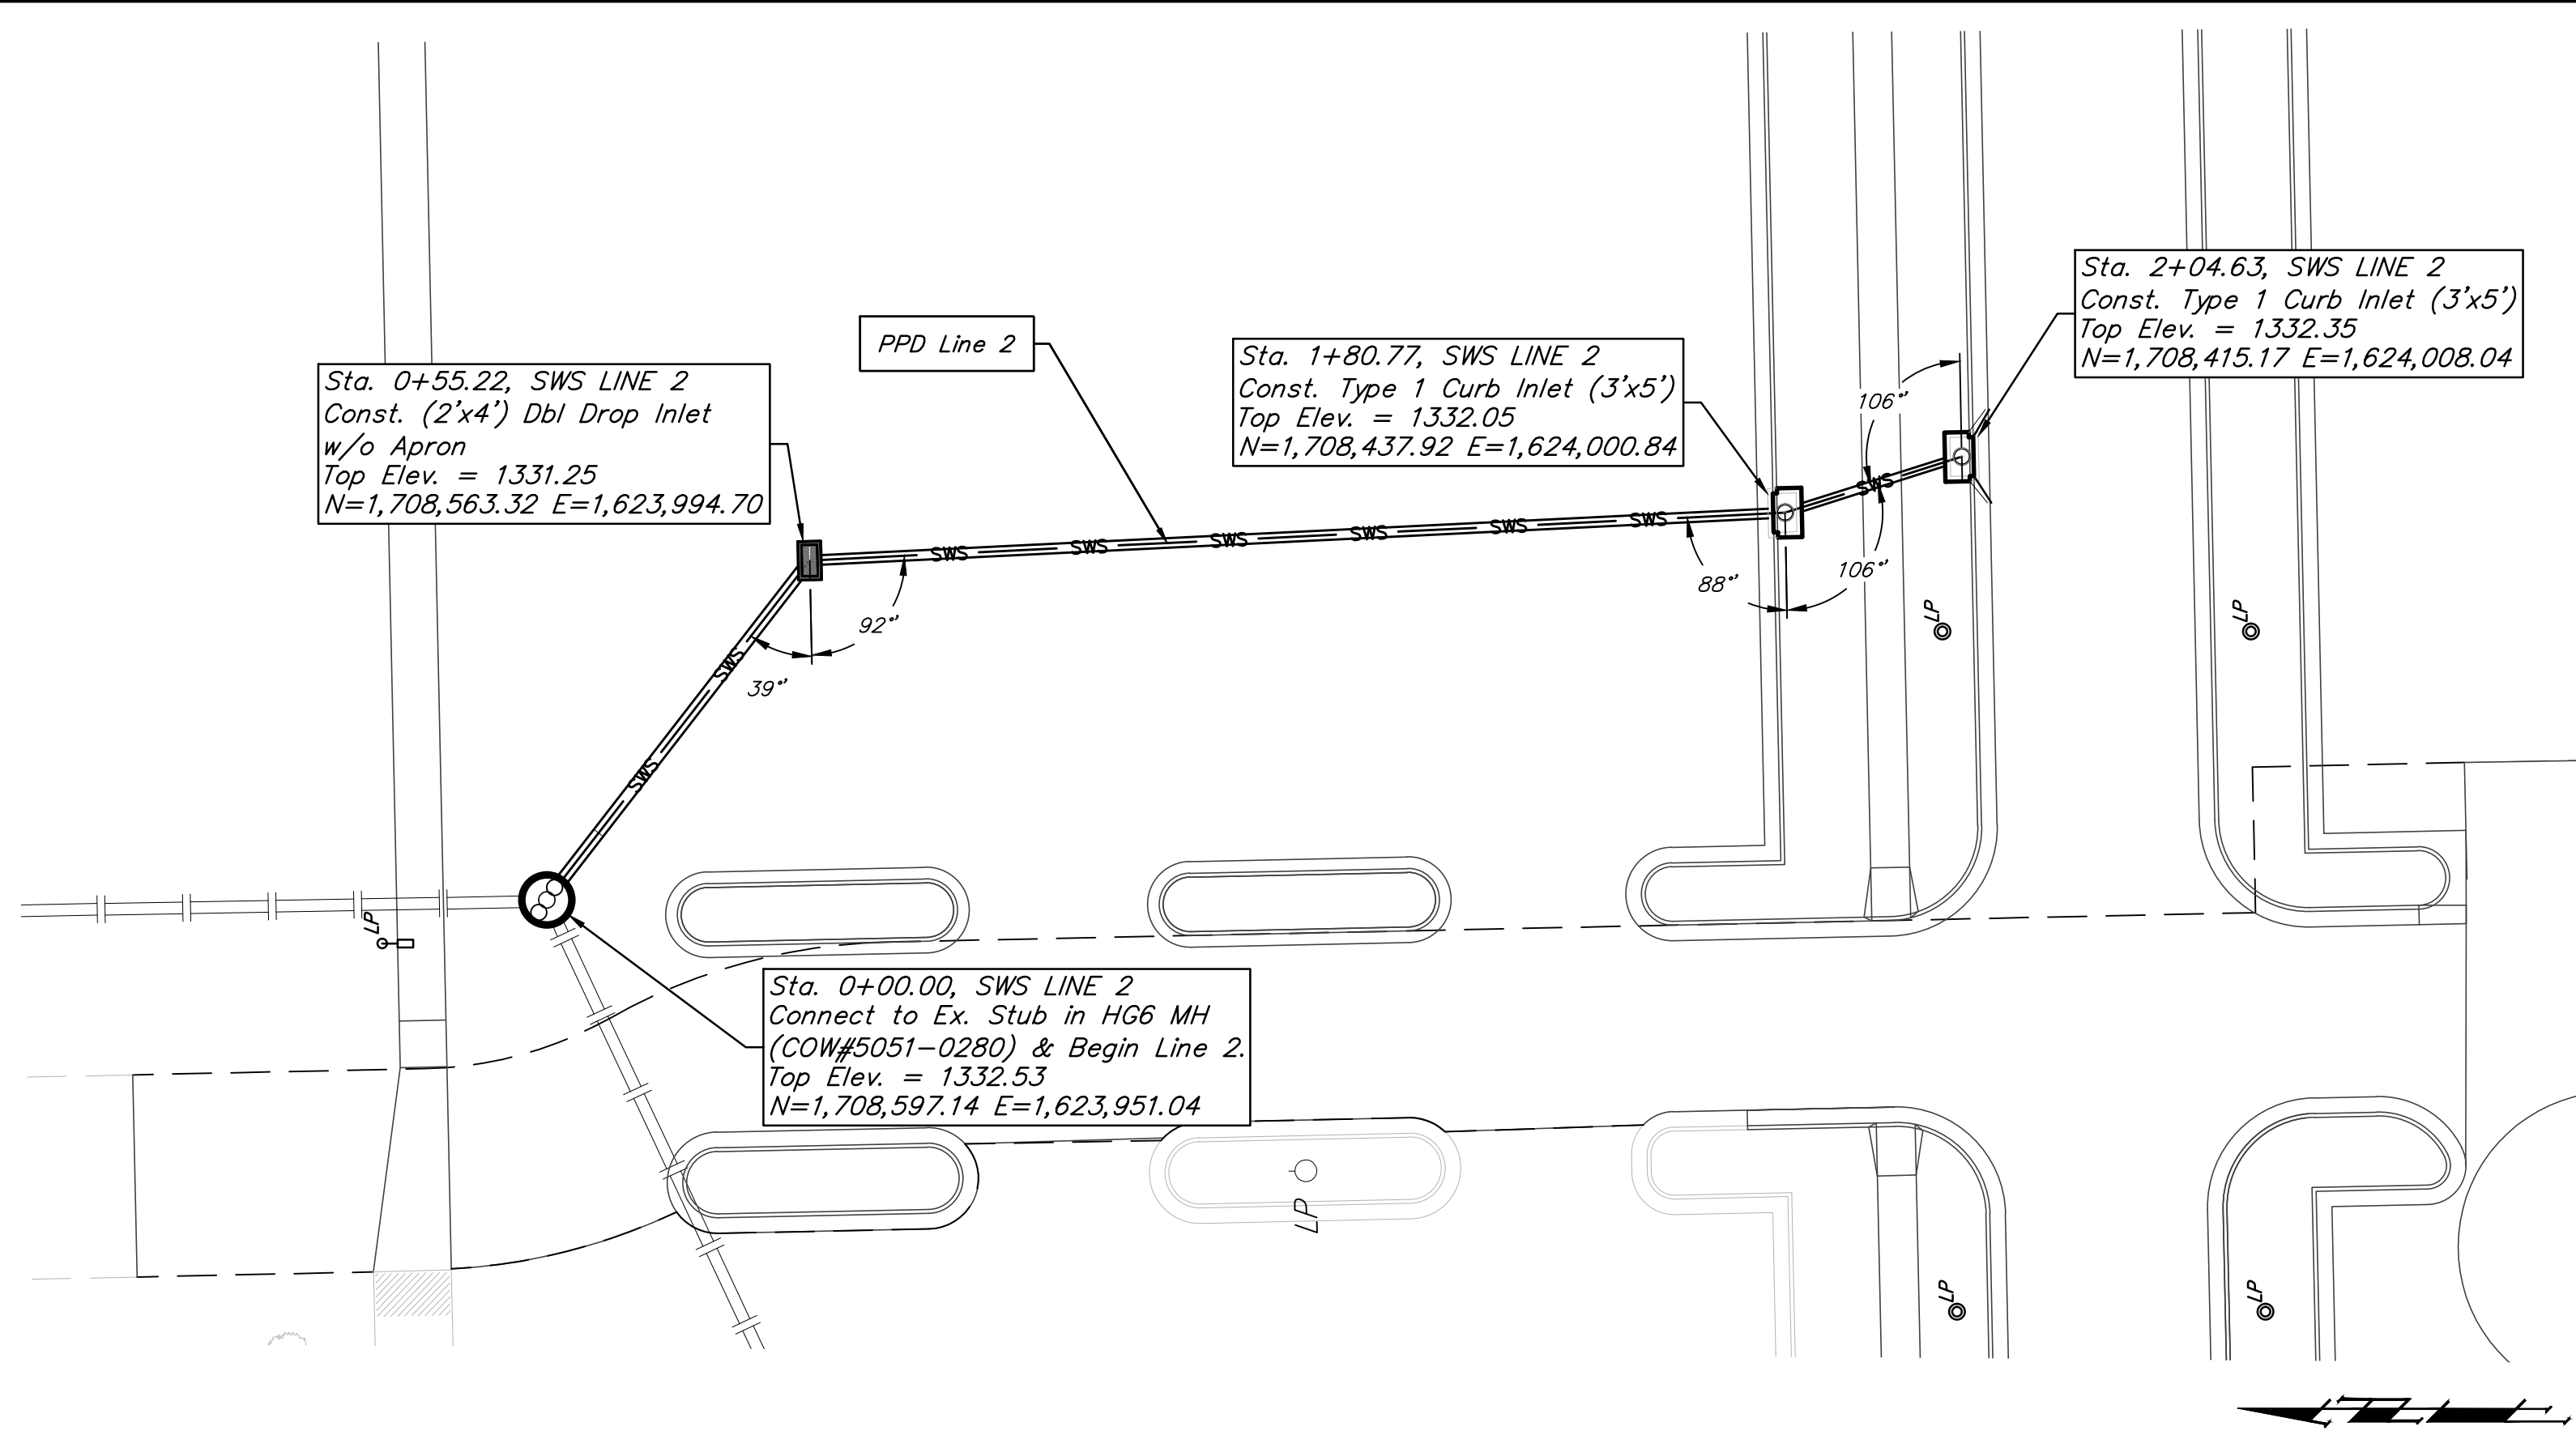 Sta. 2+04.63, SWS LINE 2
Const. Type 1 Curb Inlet (3'x5')
Top Elev. = 1332.35
N=1,708,415.17 E=1,624,008.04
PPD Line 2
Sta. 1+80.77, SWS LINE 2
Const. Type 1 Curb Inlet (3'x5')
Top Elev. = 1332.05
N=1,708,437.92 E=1,624,000.84
Sta. 0+55.22, SWS LINE 2
Const. (2'x4') Dbl Drop Inlet
w/o Apron
Top Elev. = 1331.25
N=1,708,563.32 E=1,623,994.70
106°'
SWS
SWS
SWS
SWS
SWS
SWS
SWS
88°'
106°'
92°'
39°'
SWS
SWS
LP
LP
LP
Sta. 0+00.00, SWS LINE 2
Connect to Ex. Stub in HG6 MH
(COW#5051-0280) & Begin Line 2.
Top Elev. = 1332.53
N=1,708,597.14 E=1,623,951.04
LP
LP
LP